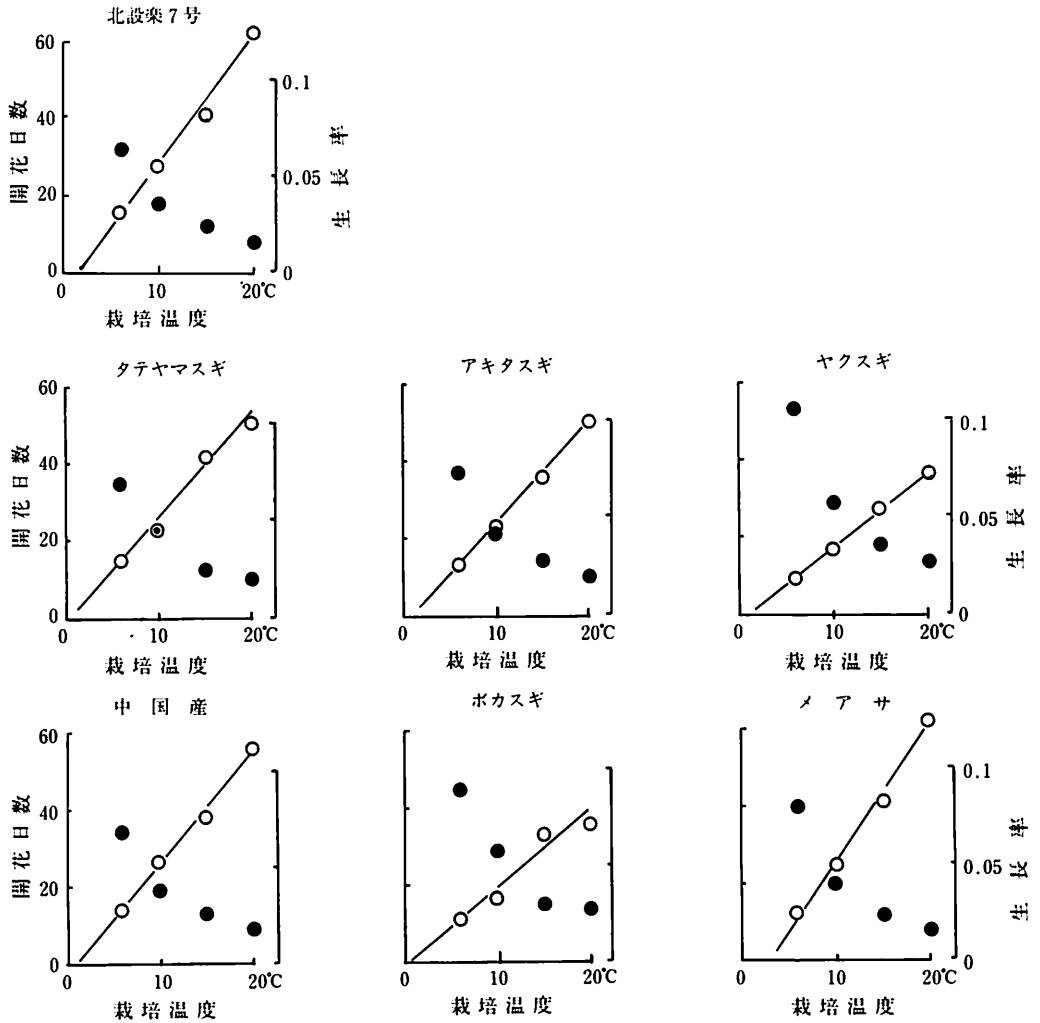 北設楽7号
60
40
20
0
開花日数
0.1
0.05
0
生長率
0 10 20℃
栽培温度
タテヤマスギ
60
40
20
0
開花日数
0 10 20℃
栽培温度
アキタスギ
0 10 20℃
栽培温度
ヤクスギ
0.1
0.05
0
生長率
0 10 20℃
栽培温度
中国産
60
40
20
0
開花日数
0 10 20℃
栽培温度
ボカスギ
0 10 20℃
栽培温度
メアサ
0.1
0.05
0
生長率
0 10 20℃
栽培温度